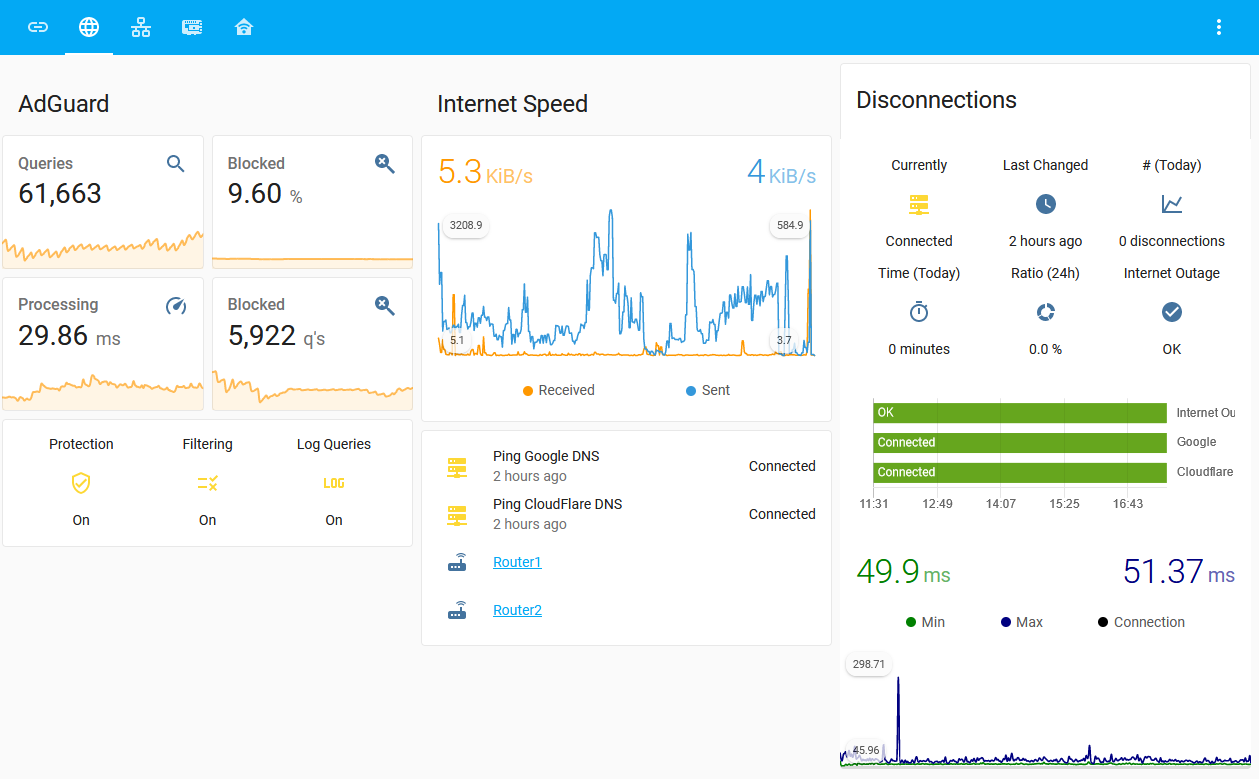 AdGuard
Queries
61,663
Blocked
9.60 %
Processing
29.86 ms
Blocked
5,922 q's
Protection Filtering Log Queries
LOG
On On On
Internet Speed
5.3 KiB/s 4 KiB/s
3208.9 584.9
5.1 3.7
Received Sent
Ping Google DNS
2 hours ago
Connected
Ping CloudFlare DNS
2 hours ago
Connected
Router1
Router2
Disconnections
Currently Last Changed # (Today)
Connected 2 hours ago 0 disconnections
Time (Today) Ratio (24h) Internet Outage
0 minutes 0.0 % OK
OK Internet Ou
Connected Google
Connected Cloudflare
11:31 12:49 14:07 15:25 16:43
49.9 ms 51.37 ms
Min Max Connection
298.71
45.96